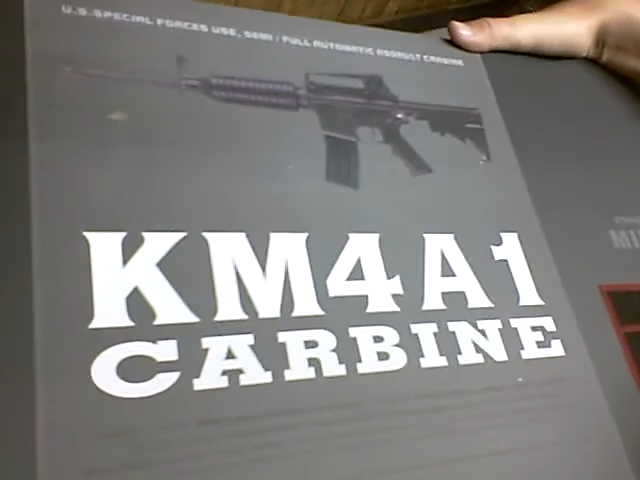 U.S.SPECIAL FORCES USE, SEMI / FULL AUTOMATIC ASSAULT CARBINE
KM4A1
CARBINE